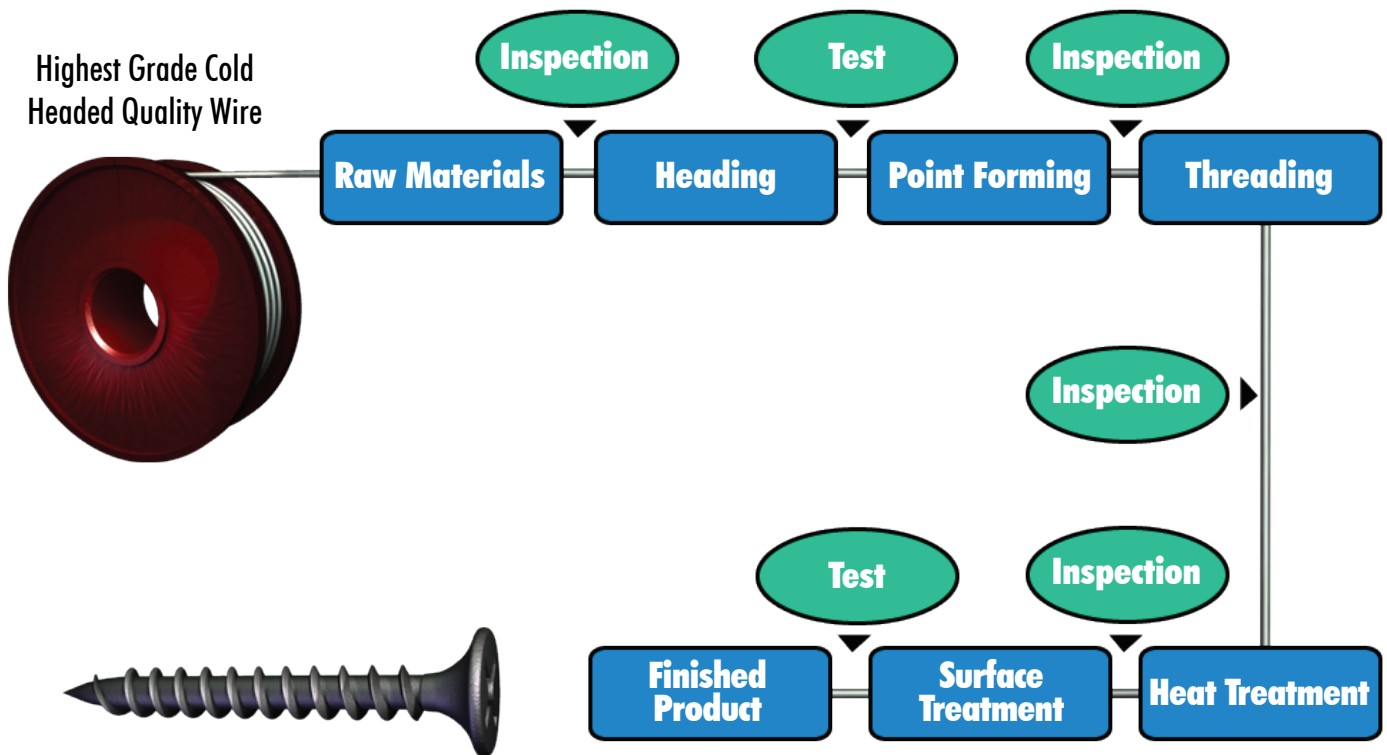 Highest Grade Cold
Headed Quality Wire
Inspection
Test
Inspection
Raw Materials
Heading
Point Forming
Threading
Inspection
Test
Inspection
Finished
Product
Surface
Treatment
Heat Treatment